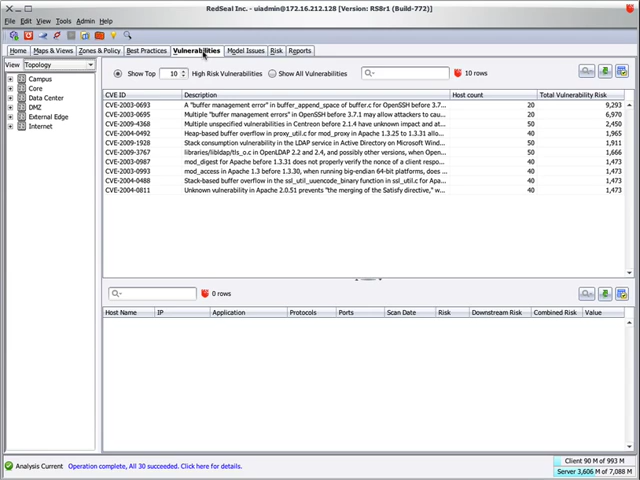 RedSeal Inc. - uiadmin@172.16.212.128 [Version: RS8r1 (Build-772)]
File Edit View Tools Admin Help
Home Maps & Views Zones & Policy Best Practices Vulnerabilities Model Issues Risk Reports
View Topology
Show Top 10 High Risk Vulnerabilities Show All Vulnerabilities 10 rows
Campus
Core
Data Center
DMZ
External Edge
Internet
CVE ID Description Host count Total Vulnerability Risk
CVE-2003-0693 A "buffer management error" in buffer_append_space of buffer.c for OpenSSH before 3.7... 20 9,293
CVE-2003-0695 Multiple "buffer management errors" in OpenSSH before 3.7.1 may allow attackers to cau... 20 6,970
CVE-2009-4368 Multiple unspecified vulnerabilities in Centreon before 2.1.4 have unknown impact and at... 50 2,450
CVE-2004-0492 Heap-based buffer overflow in proxy_util.c for mod_proxy in Apache 1.3.25 to 1.3.31 allo... 40 1,965
CVE-2009-1928 Stack consumption vulnerability in the LDAP service in Active Directory on Microsoft Wind... 50 1,911
CVE-2009-3767 libraries/libldap/tls_o.c in OpenLDAP 2.2 and 2.4, and possibly other versions, when Open... 50 1,666
CVE-2003-0987 mod_digest for Apache before 1.3.31 does not properly verify the nonce of a client respo... 40 1,473
CVE-2003-0993 mod_access in Apache 1.3 before 1.3.30, when running big-endian 64-bit platforms, does ... 40 1,473
CVE-2004-0488 Stack-based buffer overflow in the ssl_util_uuencode_binary function in ssl_util.c for Apa... 40 1,473
CVE-2004-0811 Unknown vulnerability in Apache 2.0.51 prevents "the merging of the Satisfy directive," w... 40 1,473
0 rows
Host Name IP Application Protocols Ports Scan Date Risk Downstream Risk Combined Risk Value
Analysis Current Operation complete, All 30 succeeded. Click here for details.
Client 90 M of 993 M
Server 3,606 M of 7,088 M